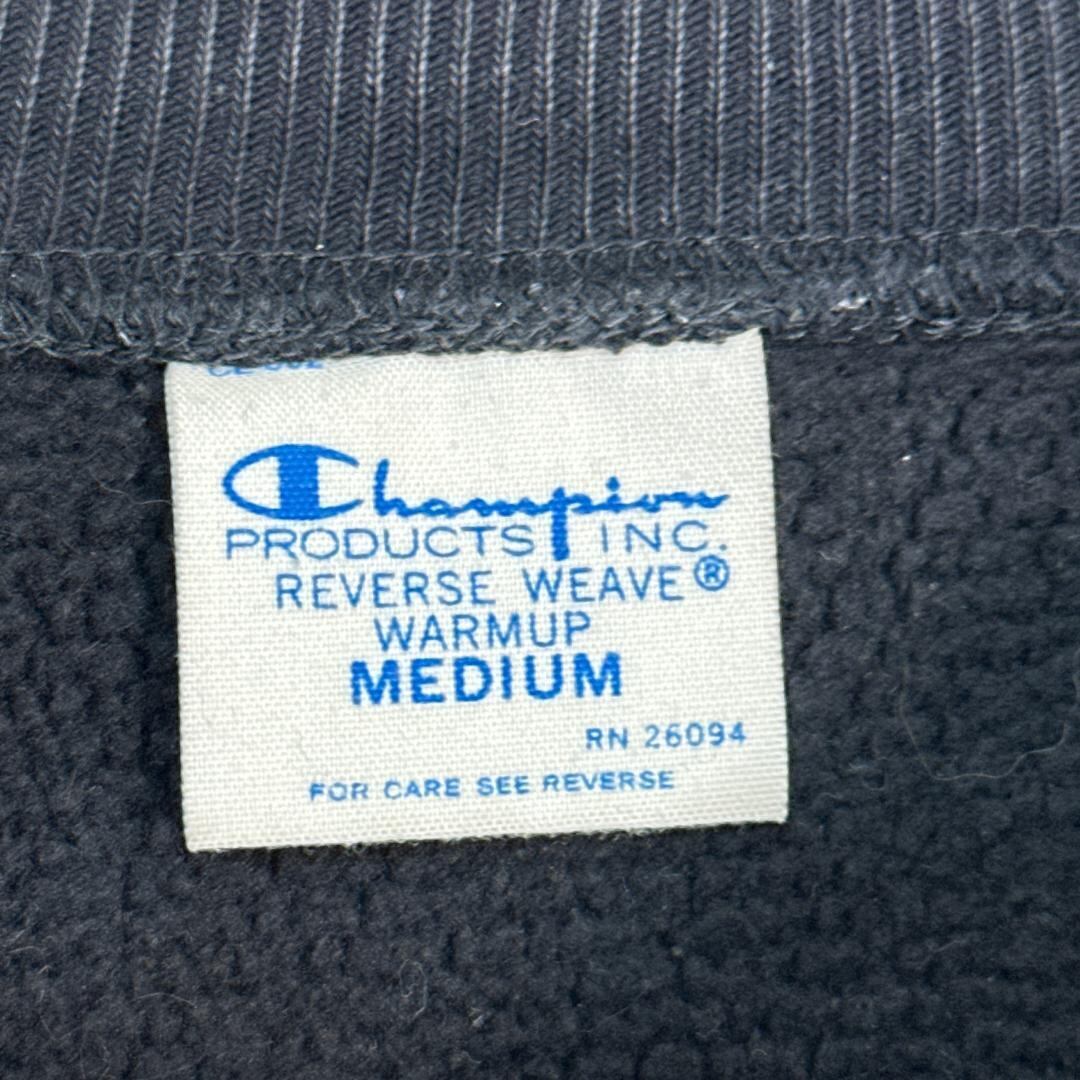 Champion
PRODUCTS INC.
REVERSE WEAVE®
WARMUP
MEDIUM
RN 26094
FOR CARE SEE REVERSE